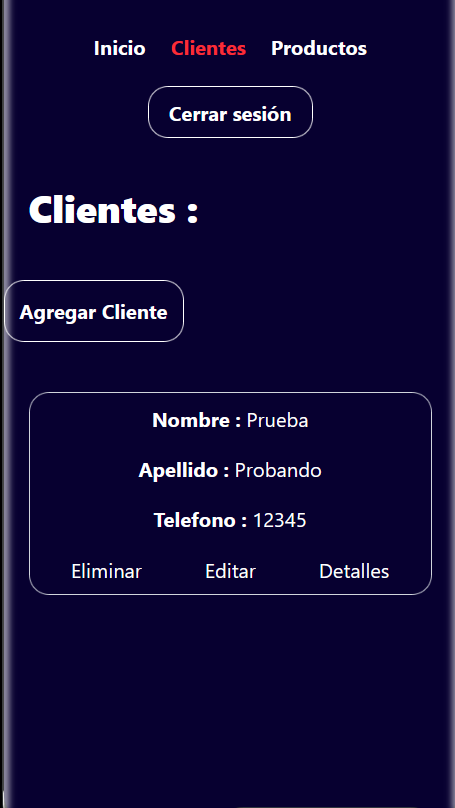 Inicio Clientes Productos
Cerrar sesión
Clientes :
Agregar Cliente
Nombre : Prueba
Apellido : Probando
Telefono : 12345
Eliminar Editar Detalles